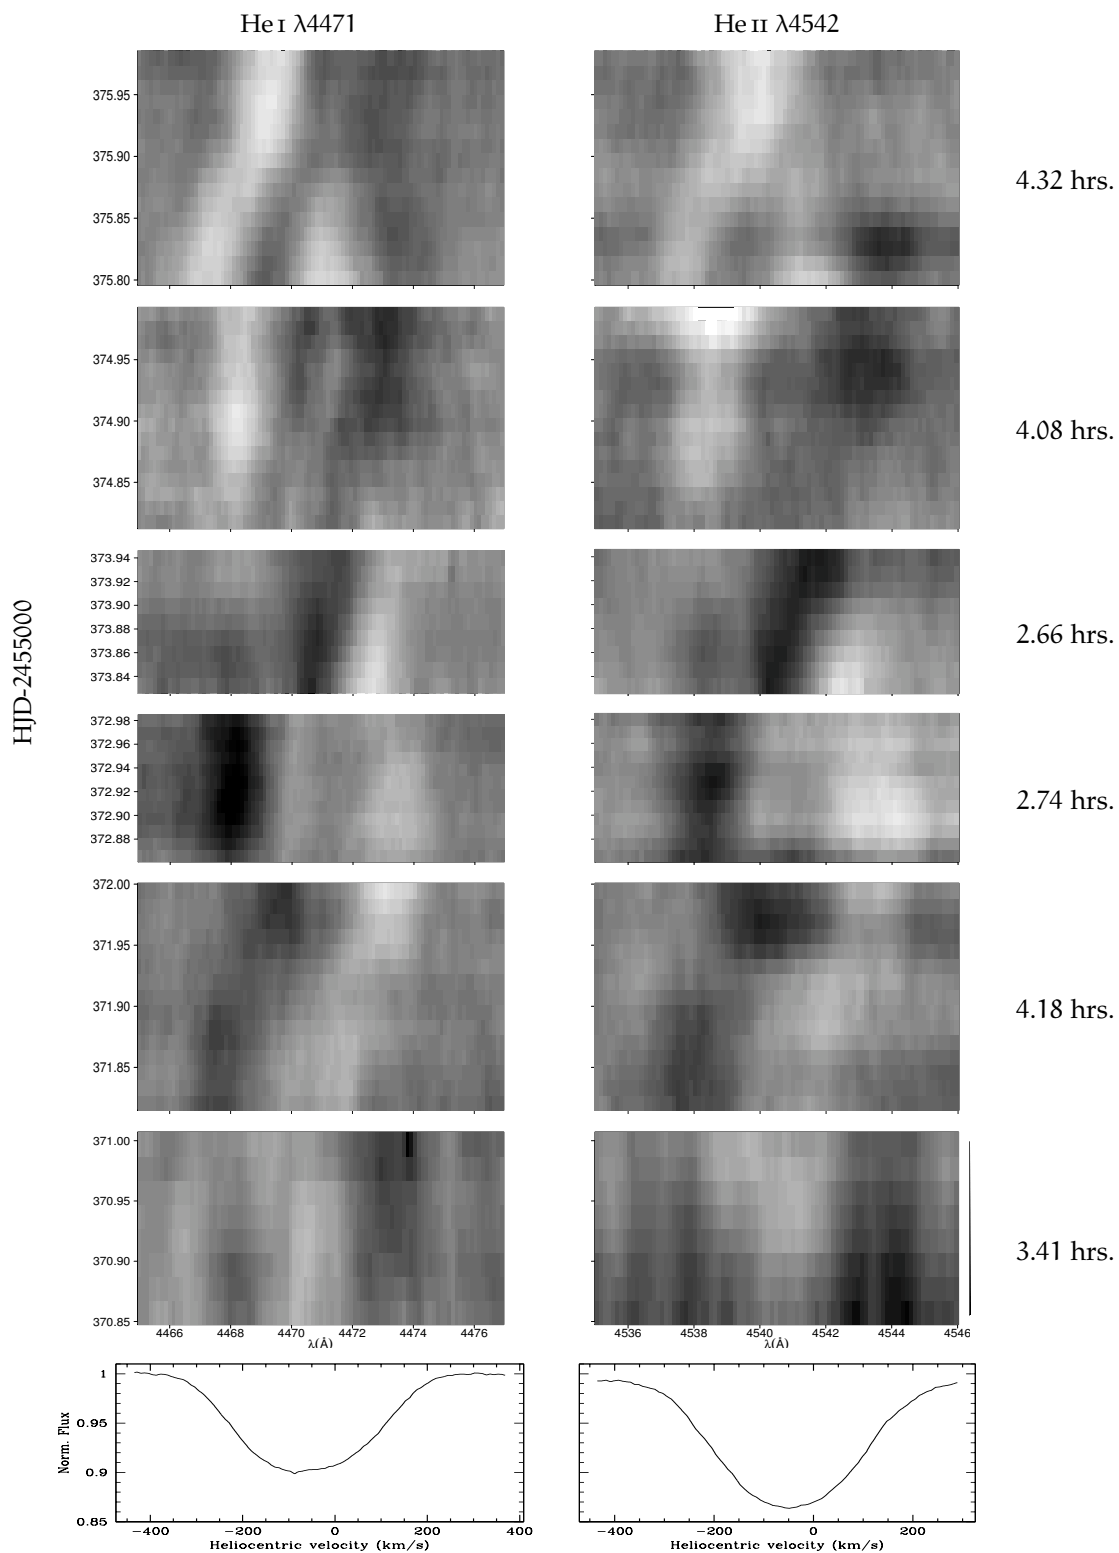 He I λ4471
He II λ4542
375.95
375.90
375.85
375.80
4.32 hrs.
374.95
374.90
374.85
4.08 hrs.
HJD-2455000
373.94
373.92
373.90
373.88
373.86
373.84
2.66 hrs.
372.98
372.96
372.94
372.92
372.90
372.88
2.74 hrs.
372.00
371.95
371.90
371.85
4.18 hrs.
371.00
370.95
370.90
370.85
3.41 hrs.
4466 4468 4470 4472 4474 4476
λ(Å)
4536 4538 4540 4542 4544 4546
λ(Å)
Norm. Flux
1
0.95
0.9
0.85
−400 −200 0 200 400
Heliocentric velocity (km/s)
−400 −200 0 200
Heliocentric velocity (km/s)